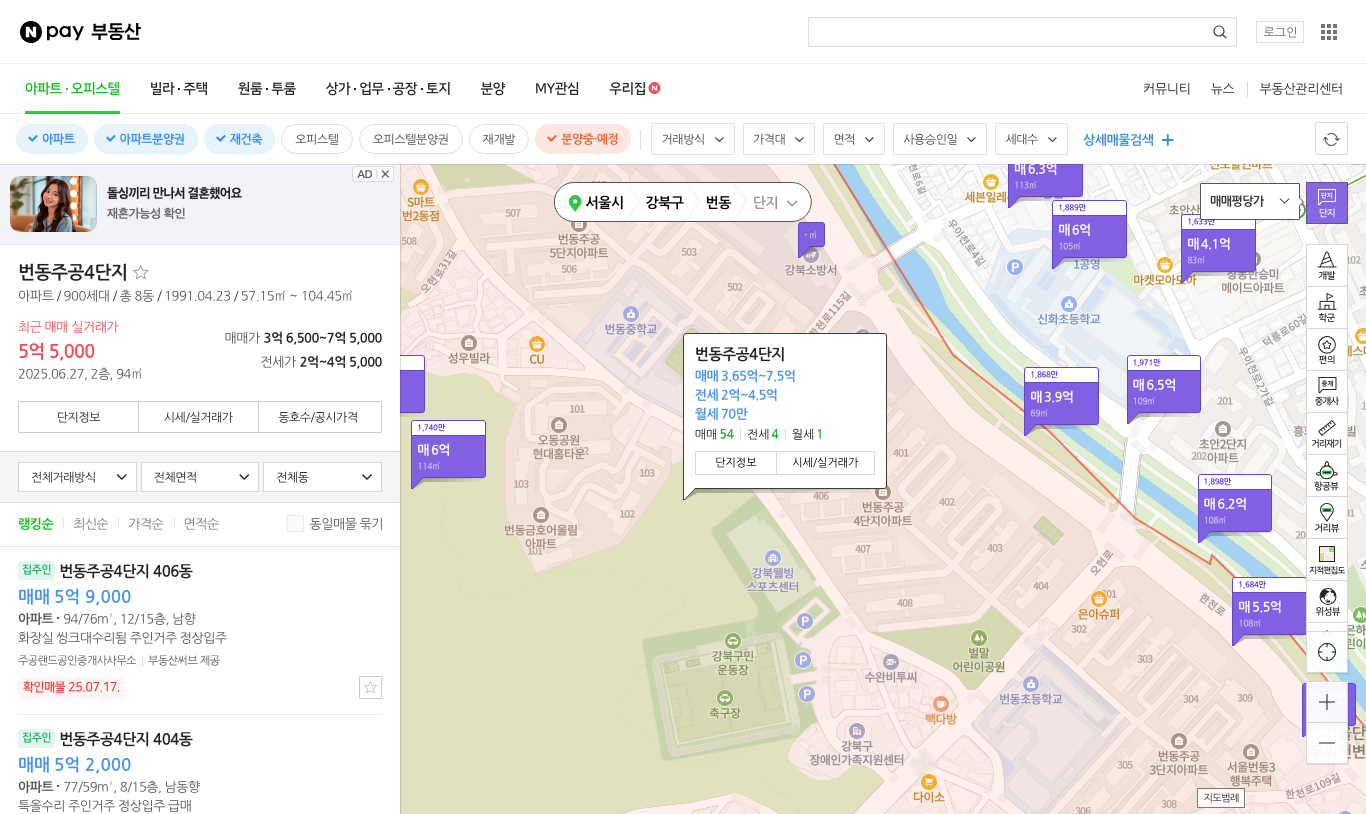 N pay 부동산
로그인
아파트·오피스텔 빌라·주택 원룸·투룸 상가·업무·공장·토지 분양 MY관심 우리집 N
커뮤니티 뉴스 부동산관리센터
아파트 아파트분양권 재건축 오피스텔 오피스텔분양권 재개발 분양중·예정
거래방식 가격대 면적 사용승인일 세대수 상세매물검색 +
AD
돌싱끼리 만나서 결혼했어요
재혼가능성 확인
번동주공4단지
아파트 / 900세대 / 총 8동 / 1991.04.23 / 57.15㎡ ~ 104.45㎡
최근 매매 실거래가
5억 5,000
2025.06.27, 2층, 94㎡
매매가 3억 6,500~7억 5,000
전세가 2억~4억 5,000
단지정보 시세/실거래가 동호수/공시가격
전체거래방식 전체면적 전체동
랭킹순 최신순 가격순 면적순 동일매물 묶기
집주인 번동주공4단지 406동
매매 5억 9,000
아파트 · 94/76m², 12/15층, 남향
화장실 씽크대수리됨 주인거주 정상입주
주공랜드공인중개사사무소 부동산써브 제공
확인매물 25.07.17.
집주인 번동주공4단지 404동
매매 5억 2,000
아파트 · 77/59m², 8/15층, 남동향
특올수리 주인거주 정상입주 급매
서울시 강북구 번동 단지
S마트
번2동점
507
508
번동주공
5단지아파트
506
503
502
오현로31길
- ㎡
강북소방서
한천로115길
번동중학교
성우빌라
CU
101
오동공원
현대홈타운
102
103
103
102
번동금호어울림
아파트
101
1,740만
매 6억
114㎡
매 6.3억
113㎡
세븐일레
1,889만
매 6억
105㎡
1공영
우이천로4길
P
마켓모아모아
신화초등학교
1,633만
매 4.1억
83㎡
메이드아파트
덕릉로60길
우이천로2가길
1,868만
매 3.9억
69㎡
1,971만
매 6.5억
109㎡
201
초안2단지
아파트
202
1,898만
매 6.2억
108㎡
1,684만
매 5.5억
108㎡
번동주공4단지
매매 3.65억~7.5억
전세 2억~4.5억
월세 70만
매매 54 전세 4 월세 1
단지정보 시세/실거래가
401
402
번동주공
4단지아파트
407
403
404
408
오현로
한천로
강북웰빙
스포츠센터
P
P
P
강북구민
운동장
축구장
수완비투씨
빽다방
강북구
장애인가족지원센터
다이소
301
은아슈퍼
302
벌말
어린이공원
303
304
309
번동초등학교
번동주공
3단지아파트
305
306
308
서울번동3
행복주택
한천로109길
매매평당가
단지
단지
개발
학군
편의
중개
중개사
거리재기
항공뷰
거리뷰
지적편집도
위성뷰
지도범례